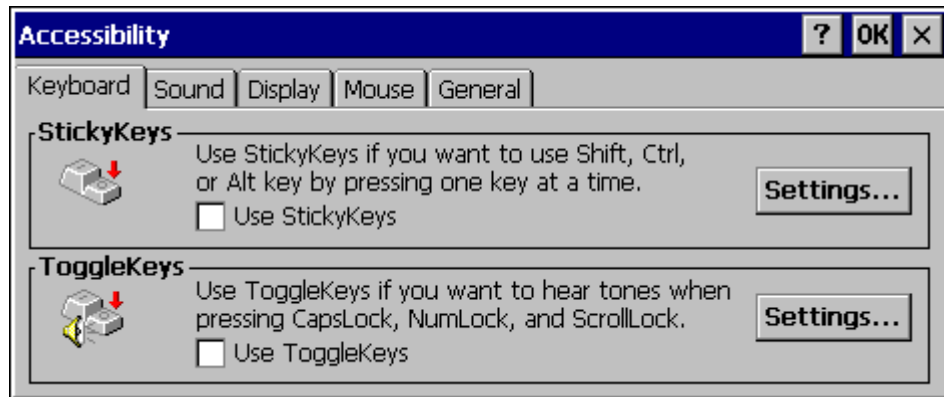 Accessibility ? OK ×
Keyboard Sound Display Mouse General
StickyKeys
Use StickyKeys if you want to use Shift, Ctrl,
or Alt key by pressing one key at a time.
Settings...
Use StickyKeys
ToggleKeys
Use ToggleKeys if you want to hear tones when
pressing CapsLock, NumLock, and ScrollLock.
Settings...
Use ToggleKeys